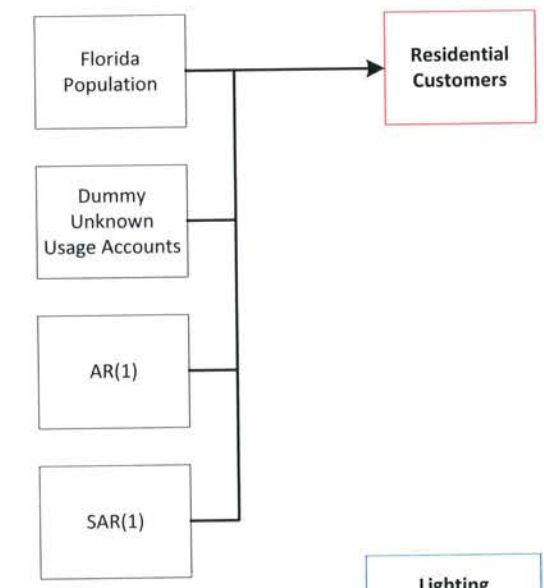 Florida
Population
Residential
Customers
Dummy
Unknown
Usage Accounts
AR(1)
SAR(1)
Lighting